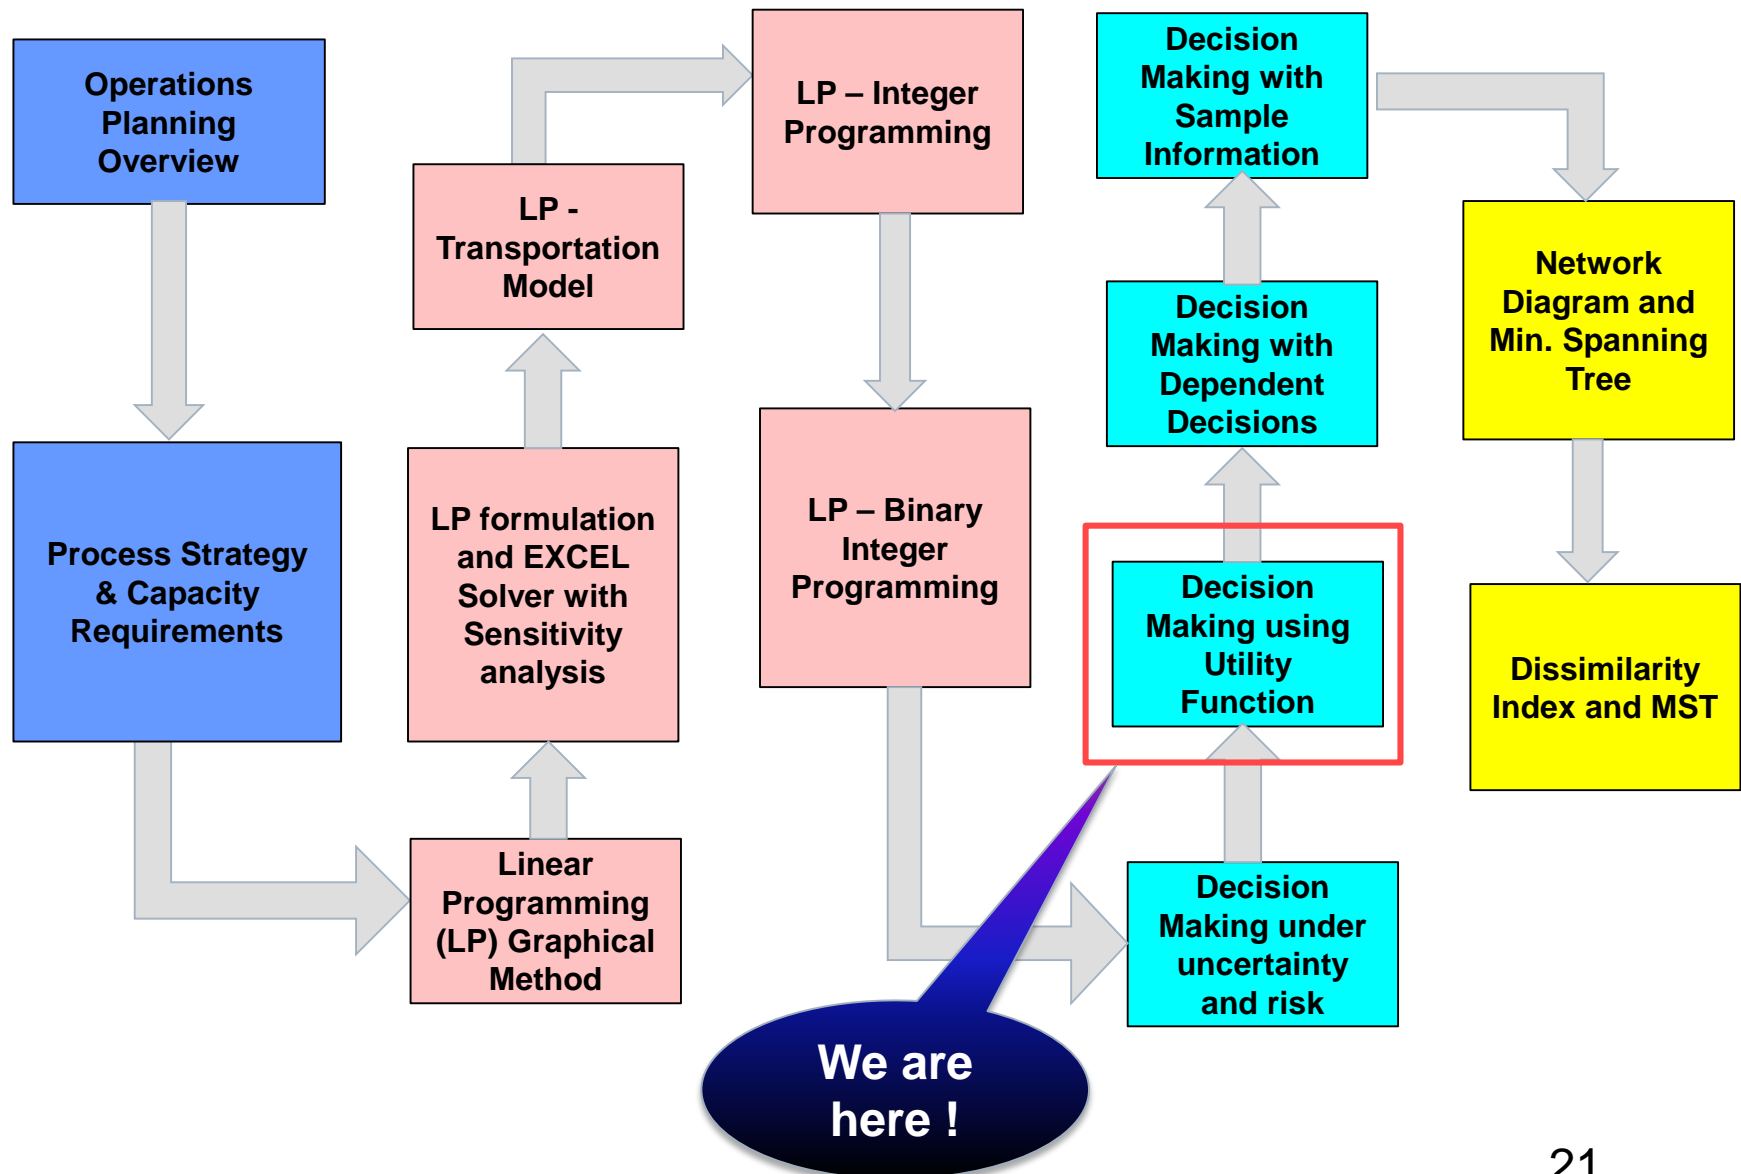 Operations
Planning
Overview
Process Strategy
& Capacity
Requirements
Linear
Programming
(LP) Graphical
Method
LP formulation
and EXCEL
Solver with
Sensitivity
analysis
LP -
Transportation
Model
LP – Integer
Programming
LP – Binary
Integer
Programming
Decision
Making under
uncertainty
and risk
Decision
Making using
Utility
Function
Decision
Making with
Dependent
Decisions
Decision
Making with
Sample
Information
Network
Diagram and
Min. Spanning
Tree
Dissimilarity
Index and MST
We are
here !
21